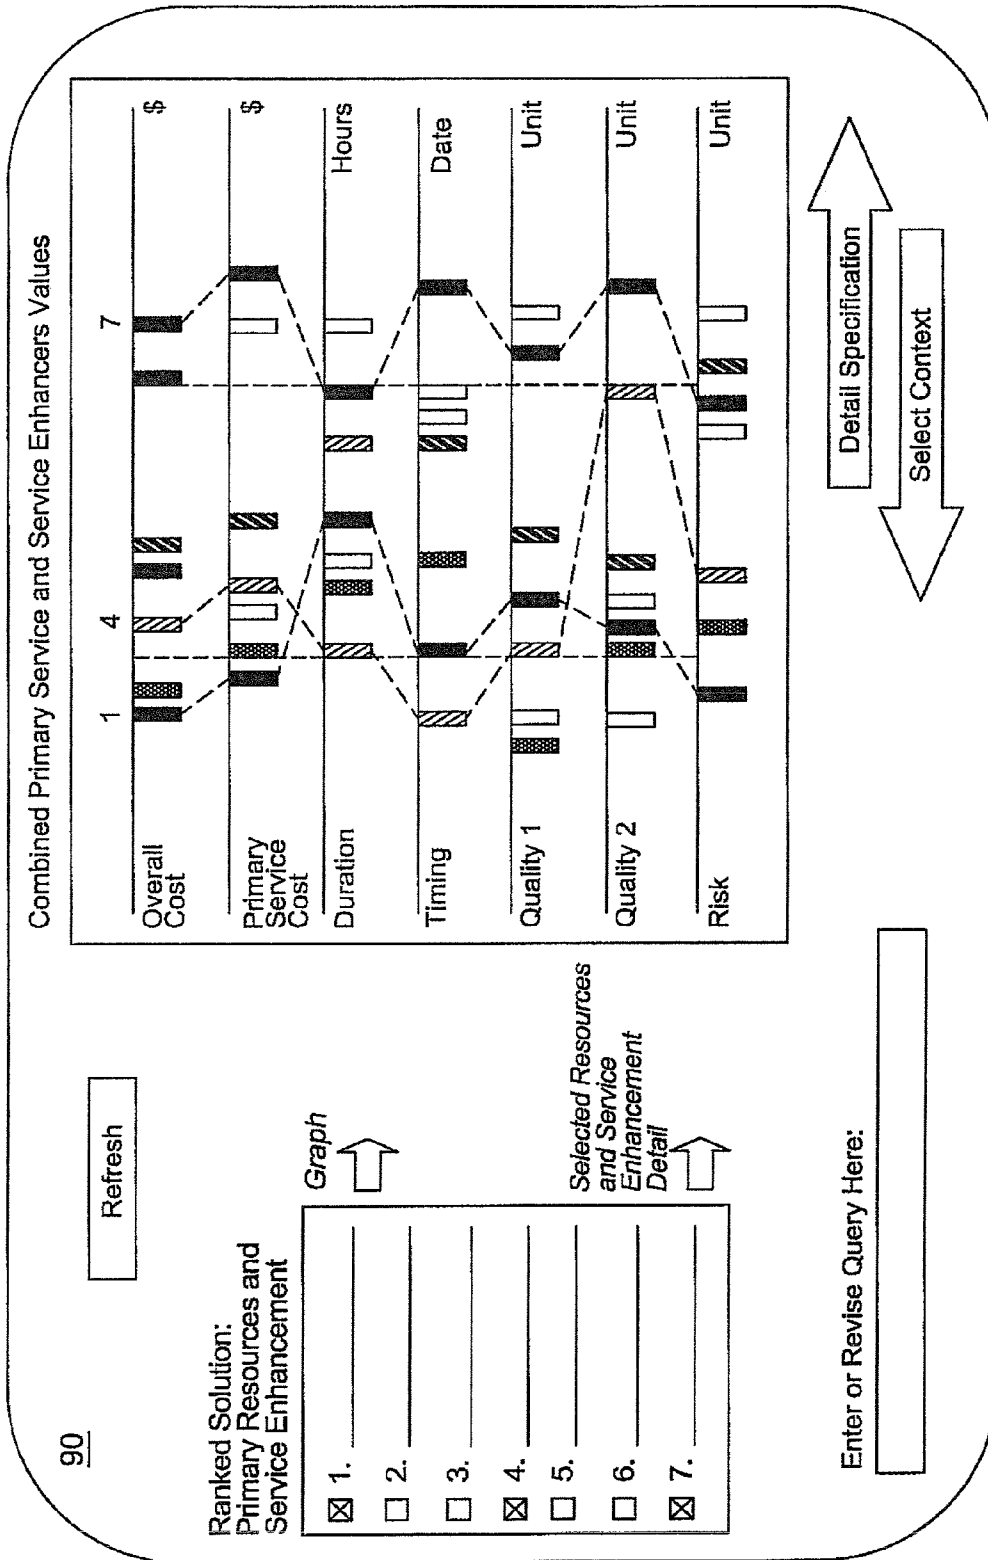 90
Refresh
Ranked Solution:
Primary Resources and
Service Enhancement
1.
2.
3.
4.
5.
6.
7.
Graph
Selected Resources
and Service
Enhancement
Detail
Enter or Revise Query Here:
Combined Primary Service and Service Enhancers Values
1
4
7
Overall
Cost
$
Primary
Service
Cost
$
Duration
Hours
Timing
Date
Quality 1
Unit
Quality 2
Unit
Risk
Unit
Detail Specification
Select Context